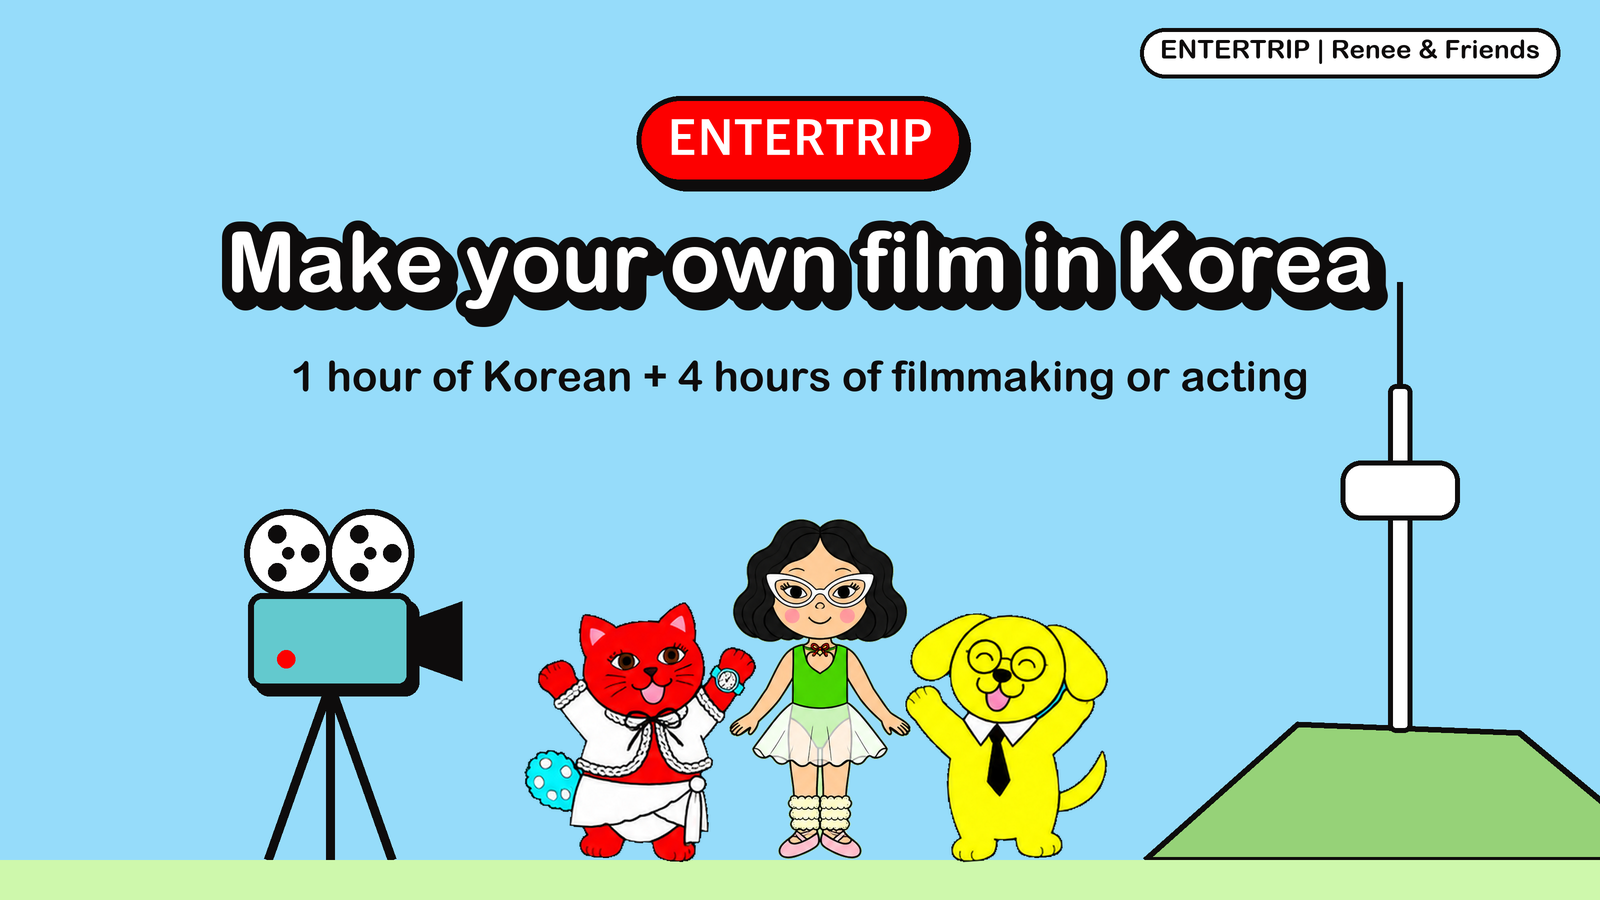 ENTERTRIP | Renee & Friends
ENTERTRIP
Make your own film in Korea
1 hour of Korean + 4 hours of filmmaking or acting